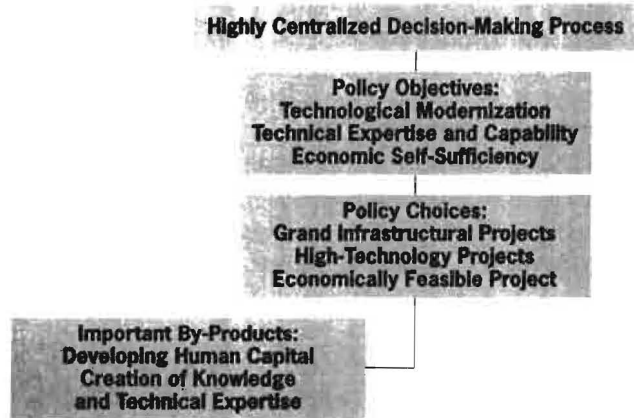 Highly Centralized Decision-Making Process
Policy Objectives:
Technological Modernization
Technical Expertise and Capability
Economic Self-Sufficiency
Policy Choices:
Grand Infrastructural Projects
High-Technology Projects
Economically Feasible Project
Important By-Products:
Developing Human Capital
Creation of Knowledge
and Technical Expertise